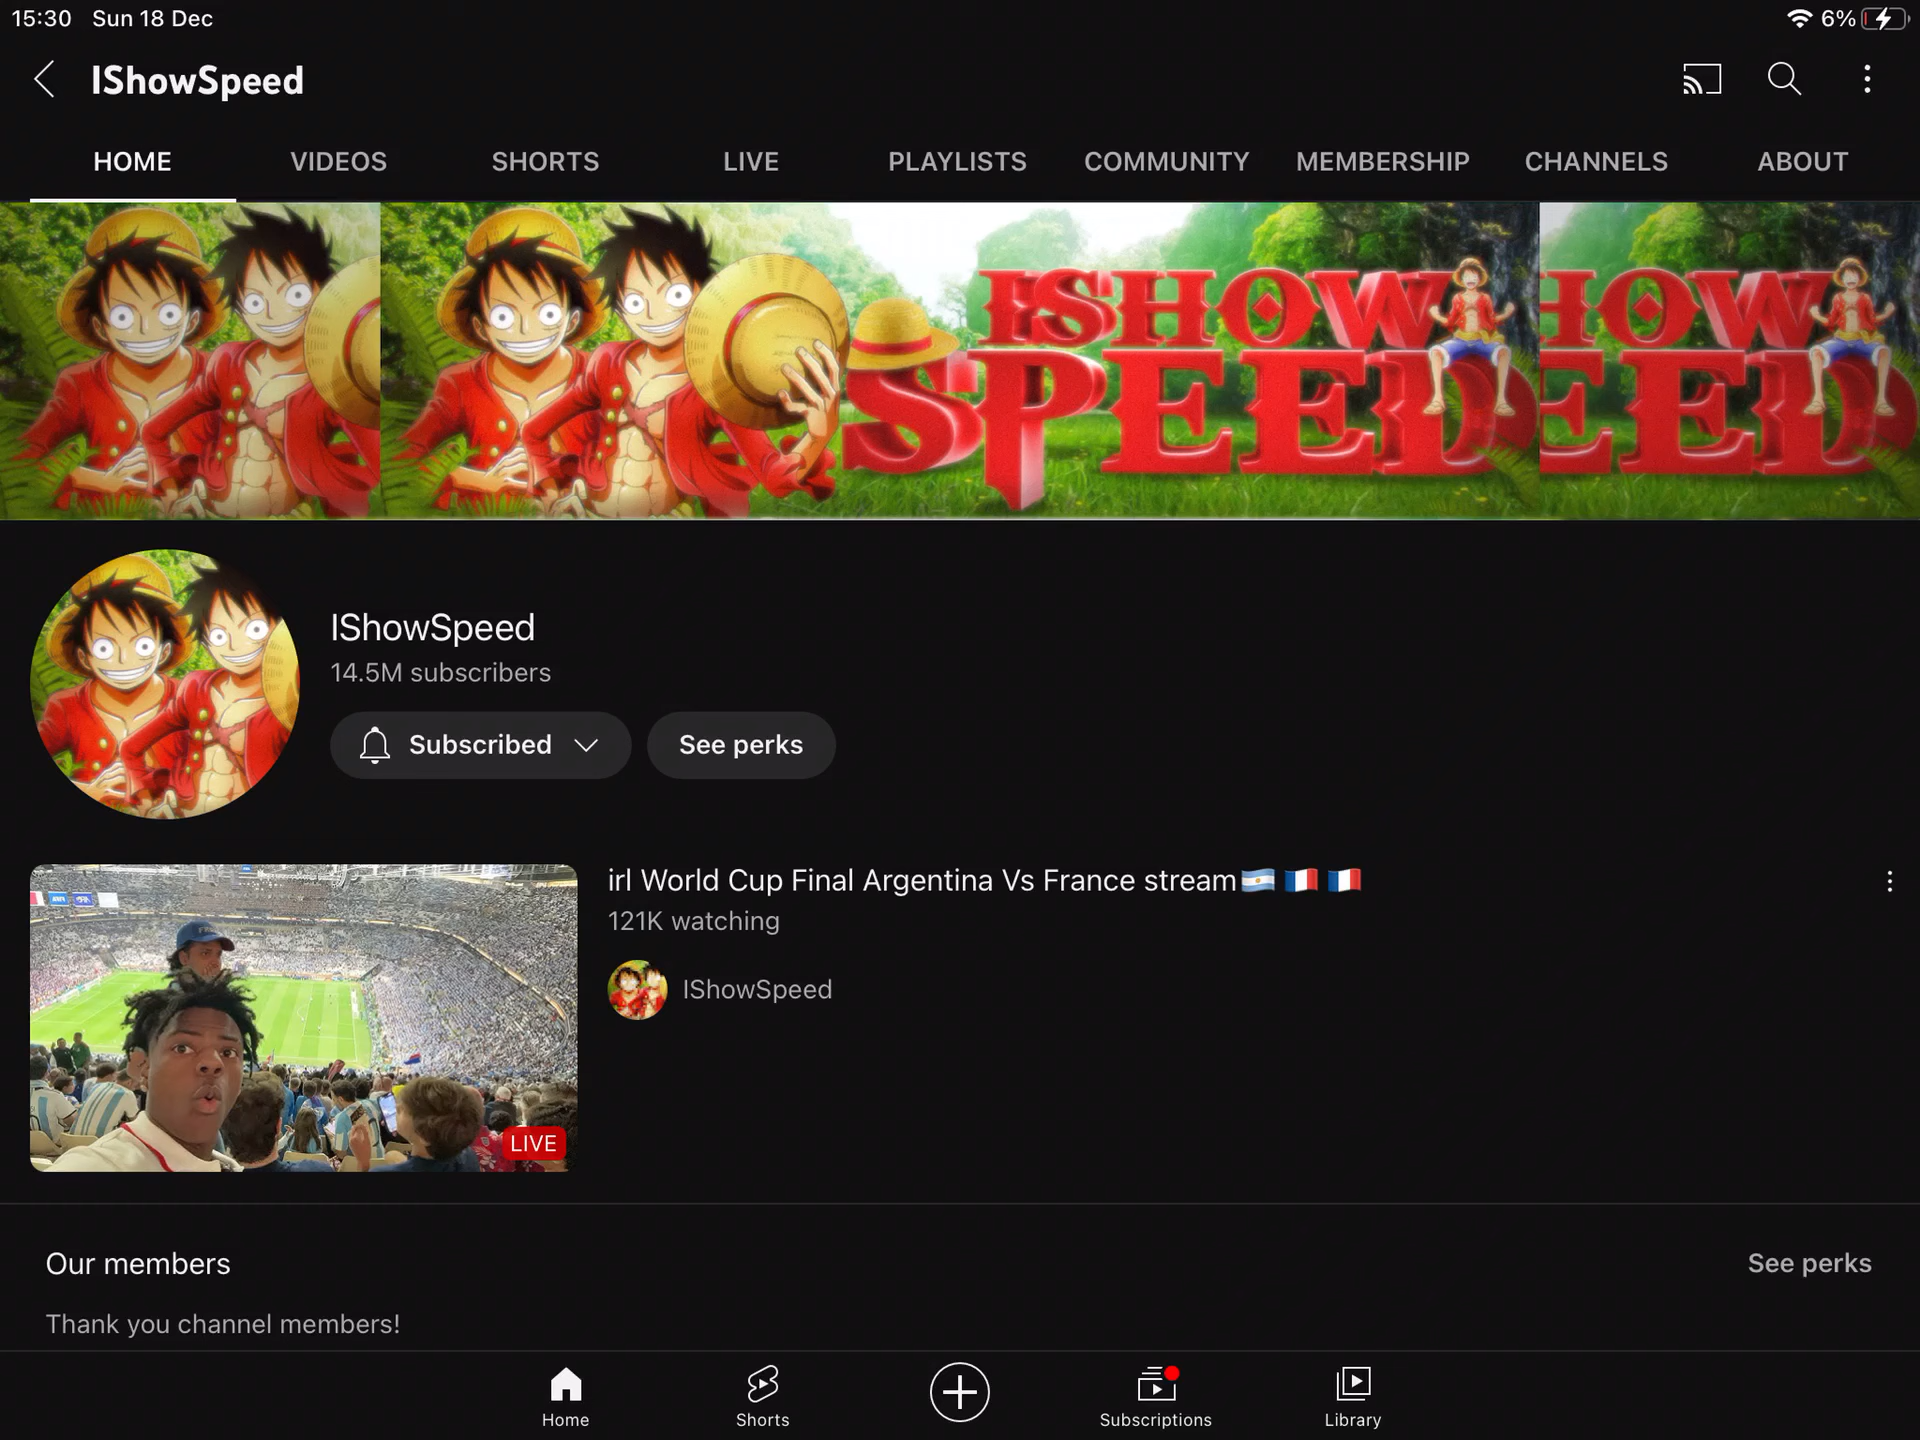 15:30 Sun 18 Dec 6%
IShowSpeed
HOME VIDEOS SHORTS LIVE PLAYLISTS COMMUNITY MEMBERSHIP CHANNELS ABOUT
ISHOW HOW
SPEED EED
IShowSpeed
14.5M subscribers
Subscribed See perks
irl World Cup Final Argentina Vs France stream🇦🇷 🇫🇷 🇫🇷
121K watching
IShowSpeed
LIVE
Our members See perks
Thank you channel members!
Home Shorts Subscriptions Library